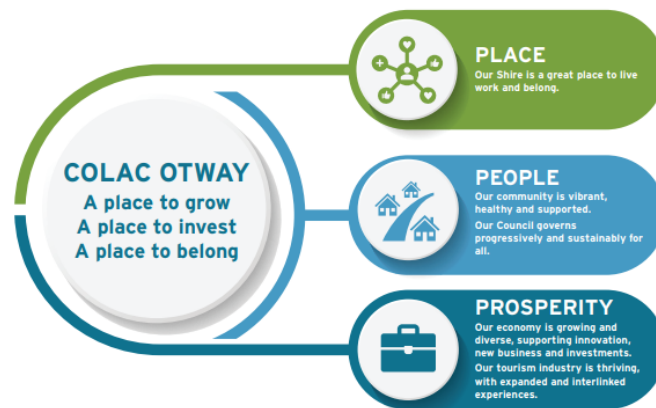 COLAC OTWAY
A place to grow
A place to invest
A place to belong
PLACE
Our Shire is a great place to live
work and belong.
PEOPLE
Our community is vibrant,
healthy and supported.
Our Council governs
progressively and sustainably for
all.
PROSPERITY
Our economy is growing and
diverse, supporting innovation,
new business and investments.
Our tourism industry is thriving,
with expanded and interlinked
experiences.